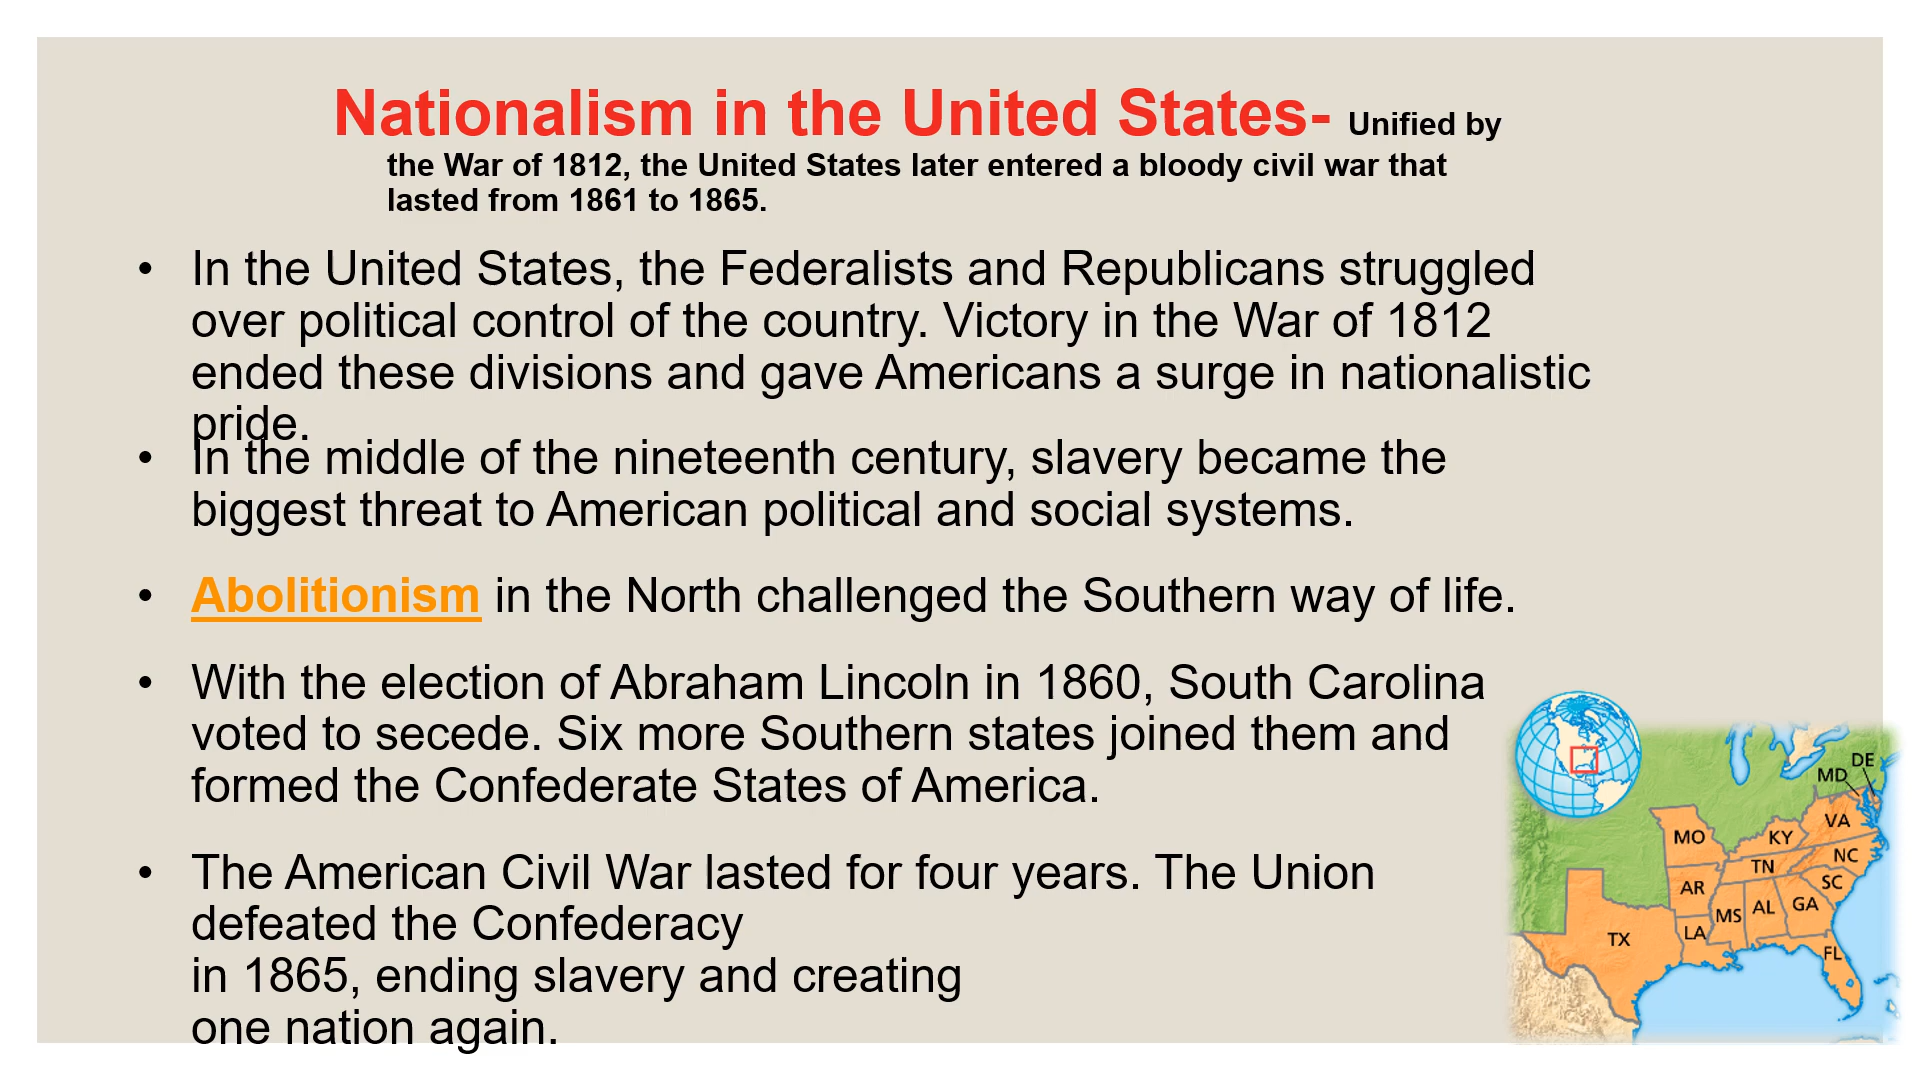 Nationalism in the United States- Unified by
the War of 1812, the United States later entered a bloody civil war that
lasted from 1861 to 1865.
• In the United States, the Federalists and Republicans struggled
over political control of the country. Victory in the War of 1812
ended these divisions and gave Americans a surge in nationalistic
pride.
• In the middle of the nineteenth century, slavery became the
biggest threat to American political and social systems.
• Abolitionism in the North challenged the Southern way of life.
• With the election of Abraham Lincoln in 1860, South Carolina
voted to secede. Six more Southern states joined them and
formed the Confederate States of America.
• The American Civil War lasted for four years. The Union
defeated the Confederacy
in 1865, ending slavery and creating
one nation again.
DE
MD
VA
MO
KY
NC
TN
SC
AR
GA
AL
MS
LA
TX
FL